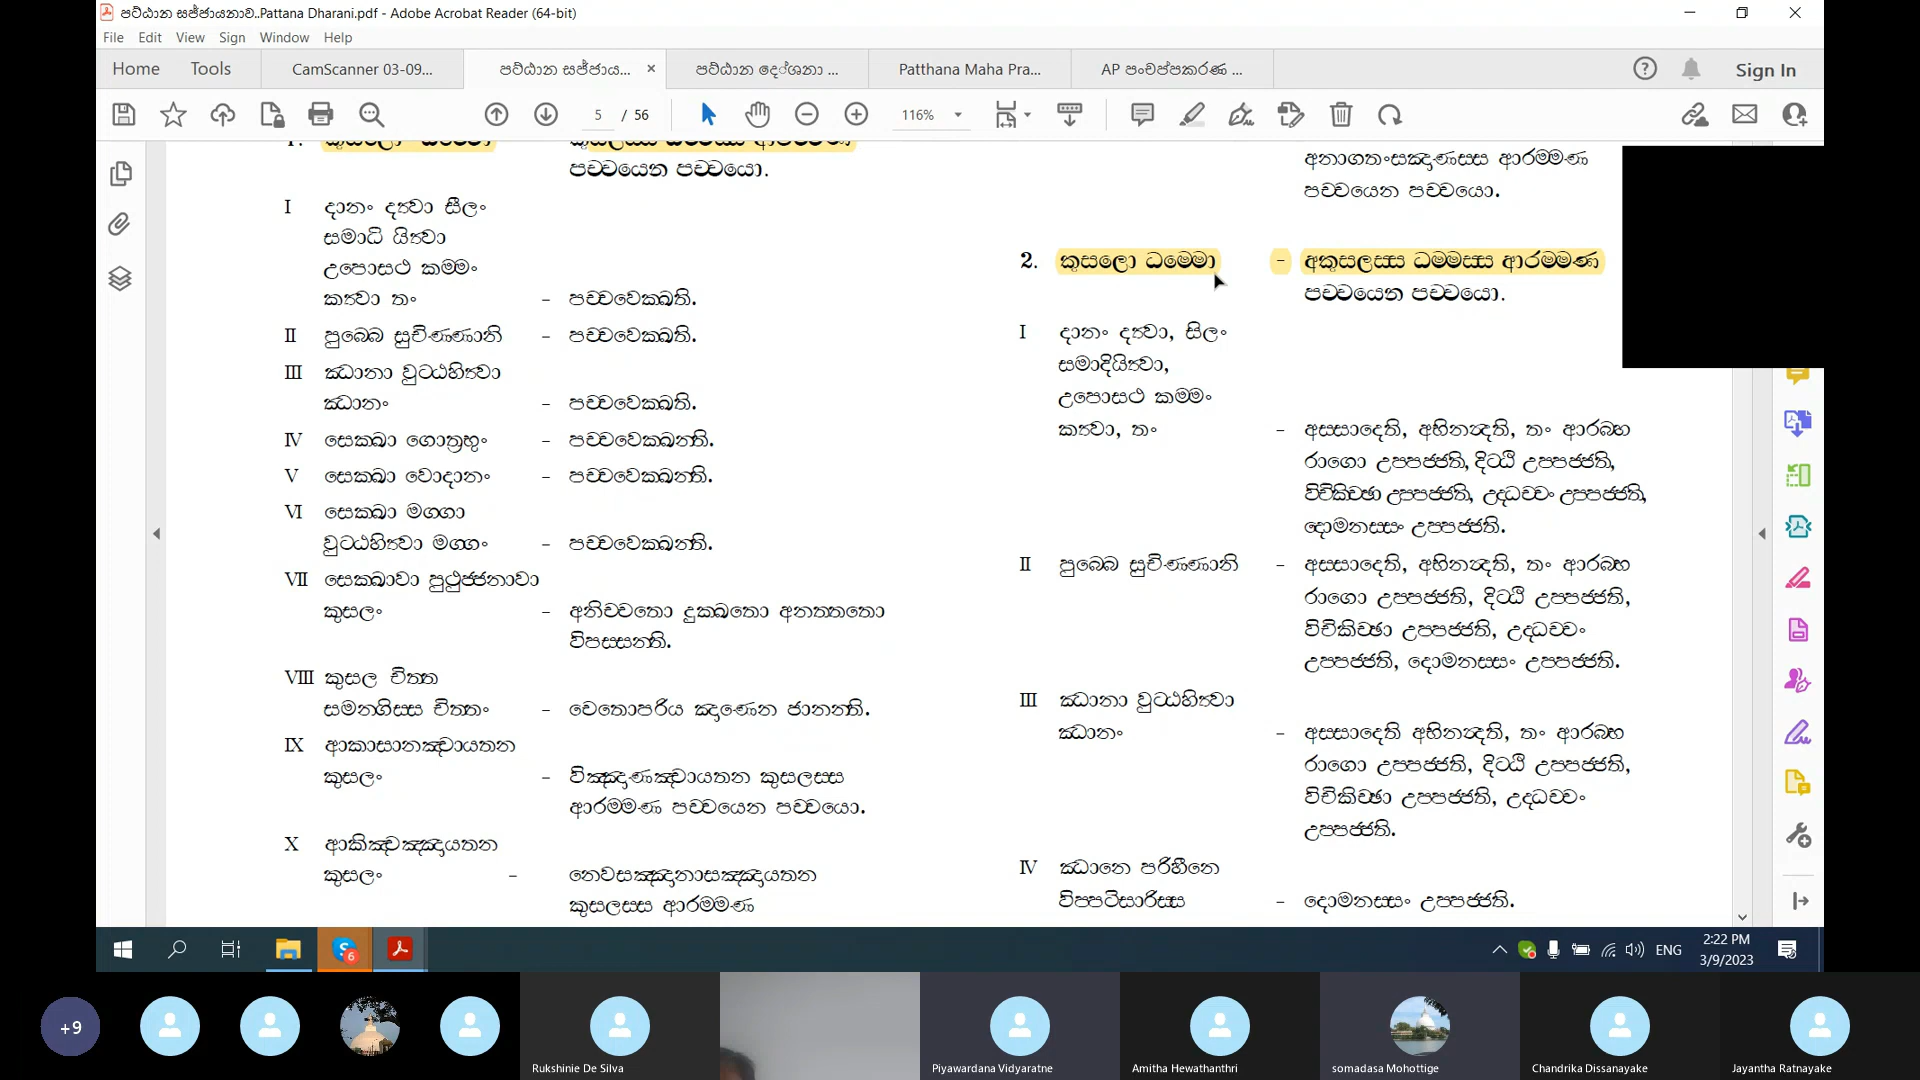 පට්ඨාන සජ්ඣායනාව..Pattana Dharani.pdf - Adobe Acrobat Reader (64-bit)
File Edit View Sign Window Help
Home Tools CamScanner 03-09... පට්ඨාන සජ්ඣාය... × පට්ඨාන දේශනා ... Patthana Maha Pra... AP පංචප්පකරණ ... Sign In
5 / 56 116%
පච්චයෙන පච්චයො.
I දානං දත්වා සීලං
සමාධි යිත්වා
උපොසථ කම්මං
කත්වා තං - පච්චවෙක්ඛති.
II පුබ්බෙ සුචිණ්ණානි - පච්චවෙක්ඛති.
III ඣානා වුට්ඨහිත්වා
ඣානං - පච්චවෙක්ඛති.
IV සෙක්ඛා ගොත්‍රභුං - පච්චවෙක්ඛන්ති.
V සෙක්ඛා වොදානං - පච්චවෙක්ඛන්ති.
VI සෙක්ඛා මග්ගා
වුට්ඨහිත්වා මග්ගං - පච්චවෙක්ඛන්ති.
VII සෙක්ඛාවා පුථුජ්ජනාවා
කුසලං - අනිච්චතො දුක්ඛතො අනත්තතො
විපස්සන්ති.
VIII කුසල චිත්ත
සමන්ගිස්ස චිත්තං - චෙතොපරිය ඤාණෙන ජානන්ති.
IX ආකාසානඤ්චායතන
කුසලං - විඤ්ඤාණඤ්චායතන කුසලස්ස
ආරම්මණ පච්චයෙන පච්චයො.
X ආකිඤ්චඤ්ඤායතන
කුසලං - නෙවසඤ්ඤානාසඤ්ඤායතන
කුසලස්ස ආරම්මණ
අනාගතංසඤාණස්ස ආරම්මණ
පච්චයෙන පච්චයො.
2. කුසලො ධම්මො - අකුසලස්ස ධම්මස්ස ආරම්මණ
පච්චයෙන පච්චයො.
I දානං දත්වා, සිලං
සමාදියිත්වා,
උපොසථ කම්මං
කත්වා, තං - අස්සාදෙති, අභිනන්දති, තං ආරබ්භ
රාගො උප්පජ්ජති, දිට්ඨි උප්පජ්ජති,
විචිකිච්ඡා උප්පජ්ජති, උද්ධච්චං උප්පජ්ජති,
දොමනස්සං උප්පජ්ජති.
II පුබ්බෙ සුචිණ්ණානි - අස්සාදෙති, අභිනන්දති, තං ආරබ්භ
රාගො උප්පජ්ජති, දිට්ඨි උප්පජ්ජති,
විචිකිච්ඡා උප්පජ්ජති, උද්ධච්චං
උප්පජ්ජති, දොමනස්සං උප්පජ්ජති.
III ඣානා වුට්ඨහිත්වා
ඣානං - අස්සාදෙති අභිනන්දති, තං ආරබ්භ
රාගො උප්පජ්ජති, දිට්ඨි උප්පජ්ජති,
විචිකිච්ඡා උප්පජ්ජති, උද්ධච්චං
උප්පජ්ජති.
IV ඣානෙ පරිහීනෙ
විප්පටිසාරිස්ස - දොමනස්සං උප්පජ්ජති.
6 ENG 2:22 PM
3/9/2023
+9 Rukshinie De Silva Piyawardana Vidyaratne Amitha Hewathanthri somadasa Mohottige Chandrika Dissanayake Jayantha Ratnayake